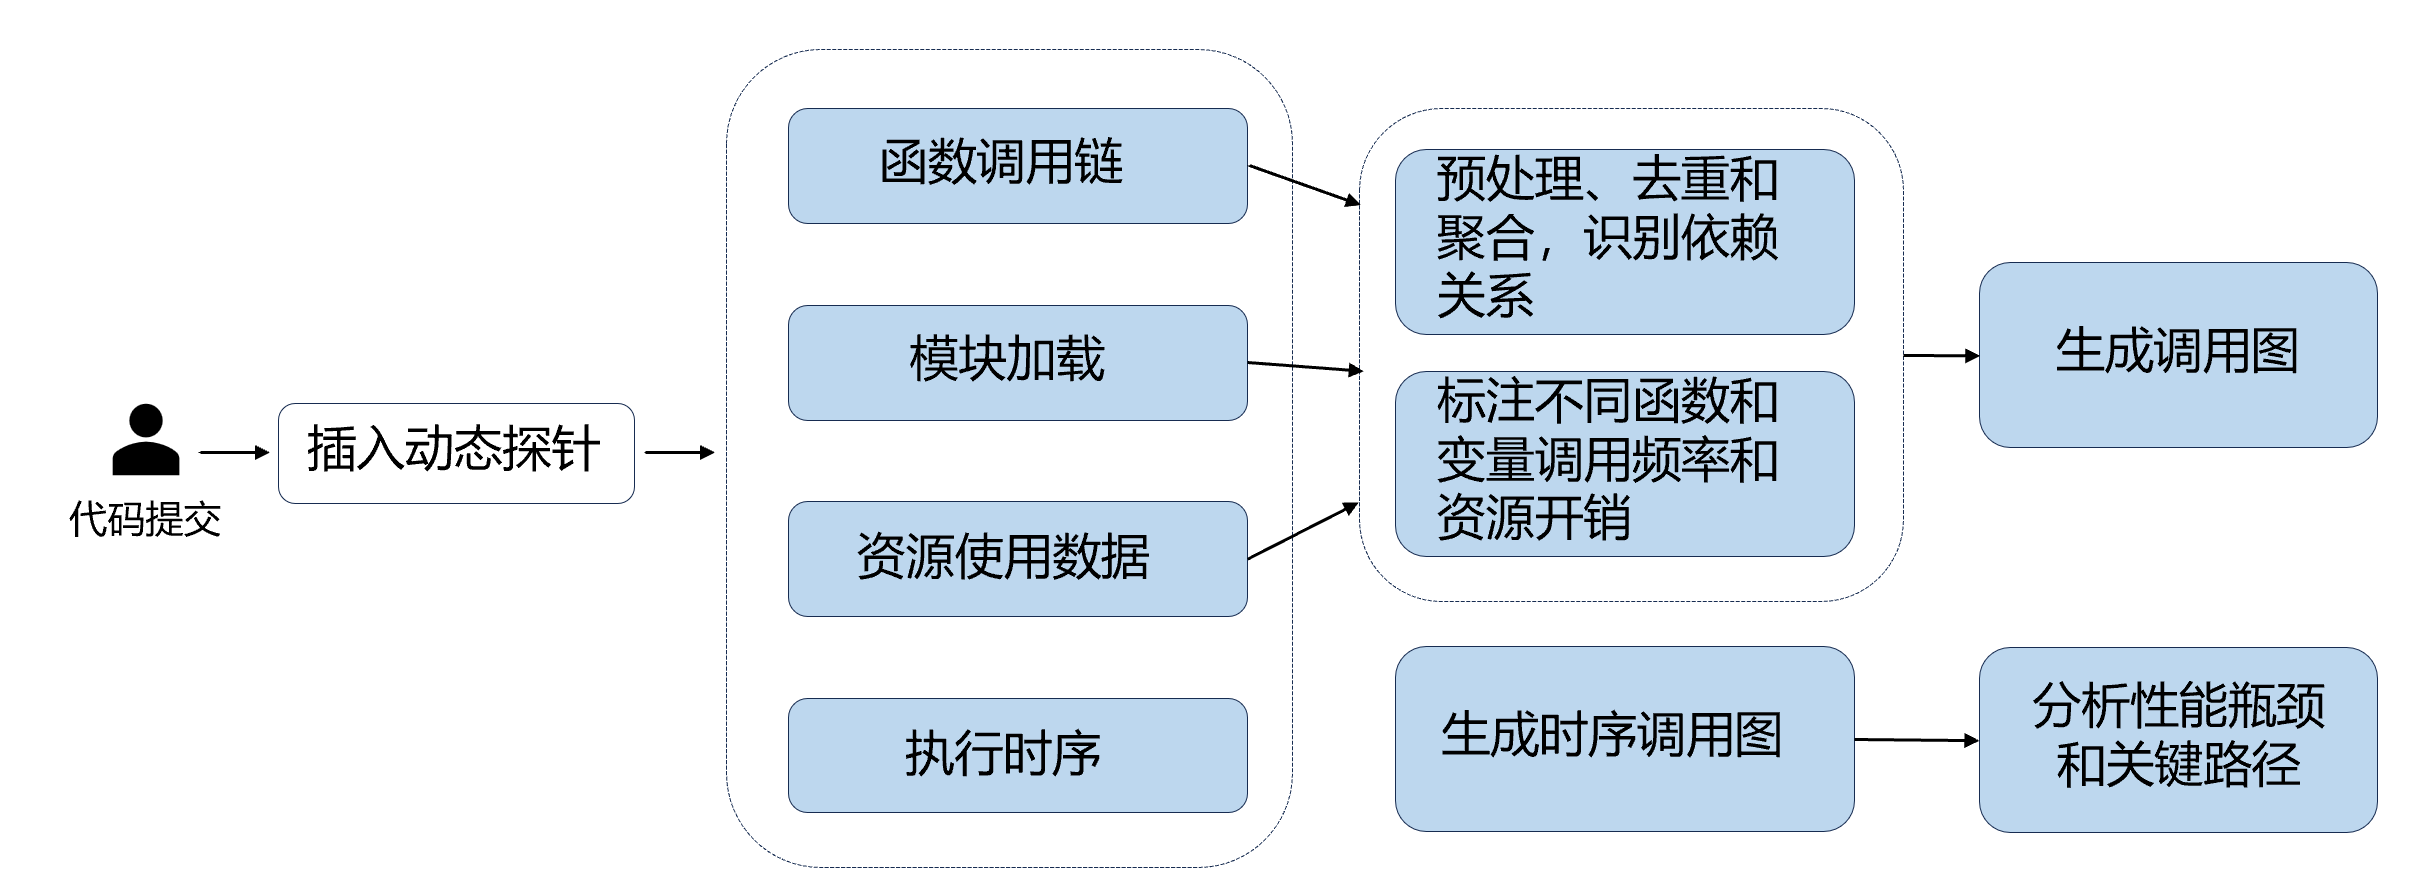 代码提交
插入动态探针
函数调用链
模块加载
资源使用数据
执行时序
预处理、去重和
聚合，识别依赖
关系
标注不同函数和
变量调用频率和
资源开销
生成调用图
生成时序调用图
分析性能瓶颈
和关键路径